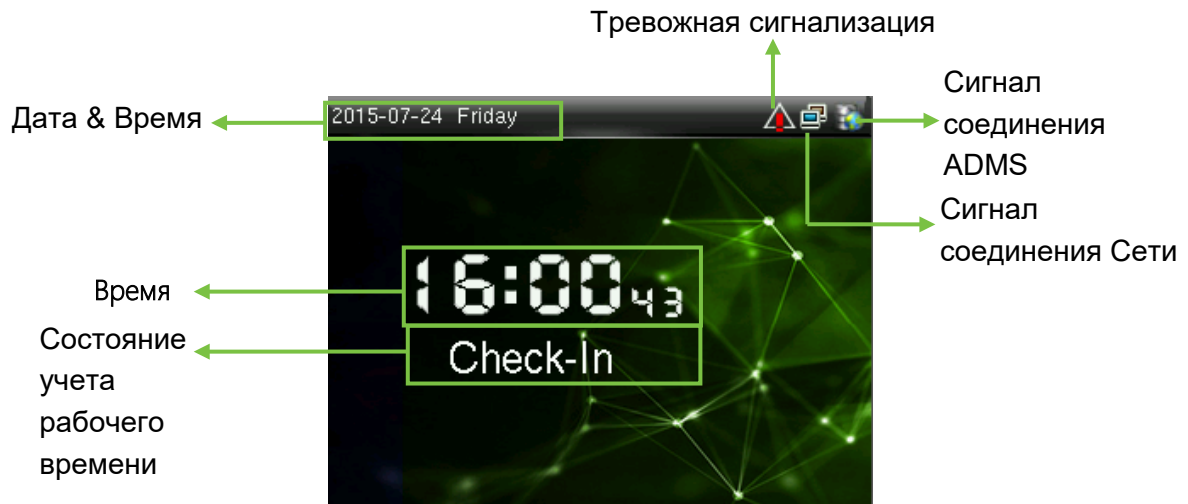 Тревожная сигнализация
Дата & Время
2015-07-24 Friday
Сигнал
соединения
ADMS
Сигнал
соединения Сети
Время
16:00 43
Состояние
учета
рабочего
времени
Check-In